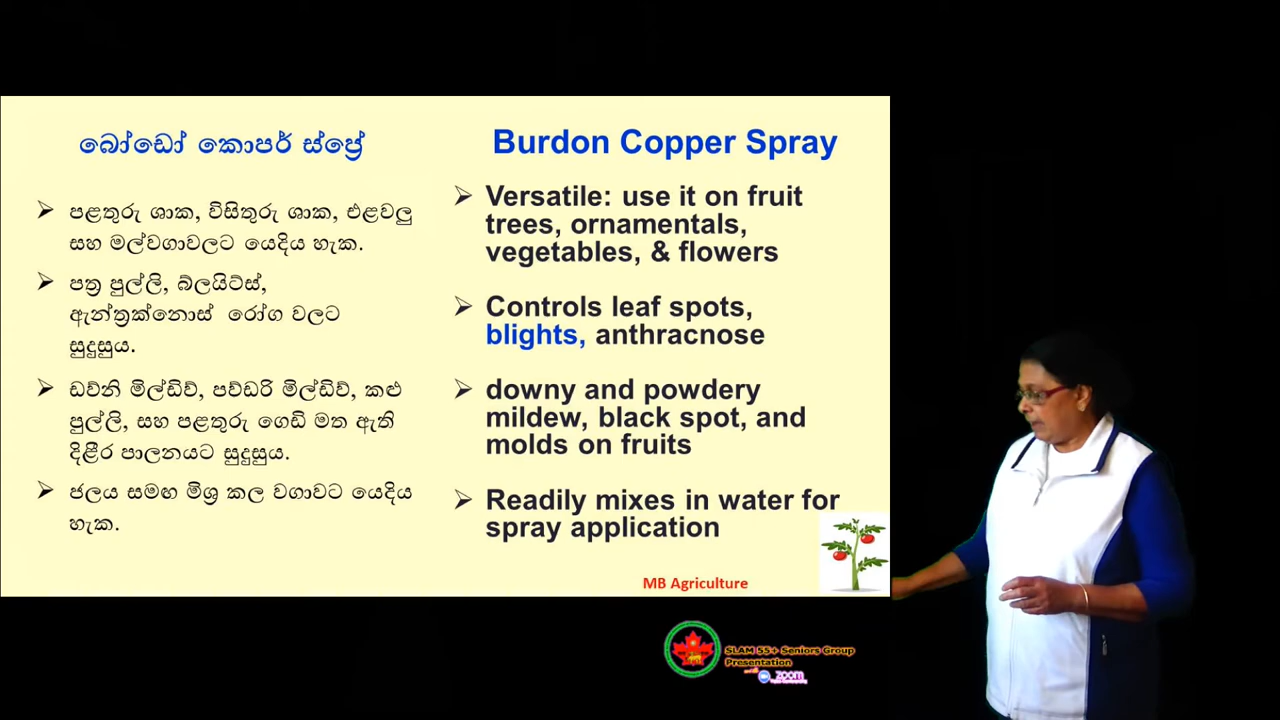 බෝඩෝ කොපර් ස්ප්‍රේ
පළතුරු ශාක, විසිතුරු ශාක, එළවලු
සහ මල්වගාවලට යෙදිය හැක.
පත්‍ර පුල්ලි, බ්ලයිට්ස්,
ඇන්ත්‍රක්නොස් රෝග වලට
සුදුසුය.
ඩව්නි මිල්ඩිව්, පව්ඩරි මිල්ඩිව්, කළු
පුල්ලි, සහ පළතුරු ගෙඩි මත ඇති
දිළීර පාලනයට සුදුසුය.
ජලය සමඟ මිශ්‍ර කල වගාවට යෙදිය
හැක.
Burdon Copper Spray
Versatile: use it on fruit
trees, ornamentals,
vegetables, & flowers
Controls leaf spots,
blights, anthracnose
downy and powdery
mildew, black spot, and
molds on fruits
Readily mixes in water for
spray application
MB Agriculture
SLAM 55+ Seniors Group
Presentation
zoom